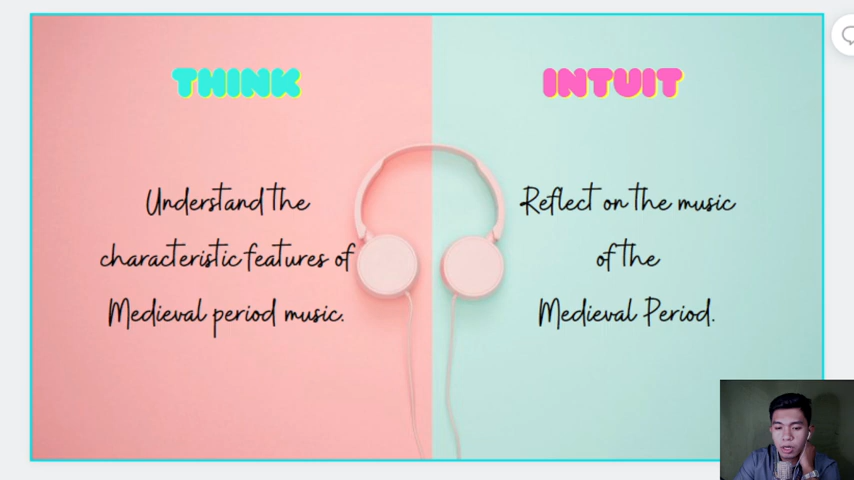 THINK
Understand the
characteristic features of
Medieval period music.
INTUIT
Reflect on the music
of the
Medieval Period.